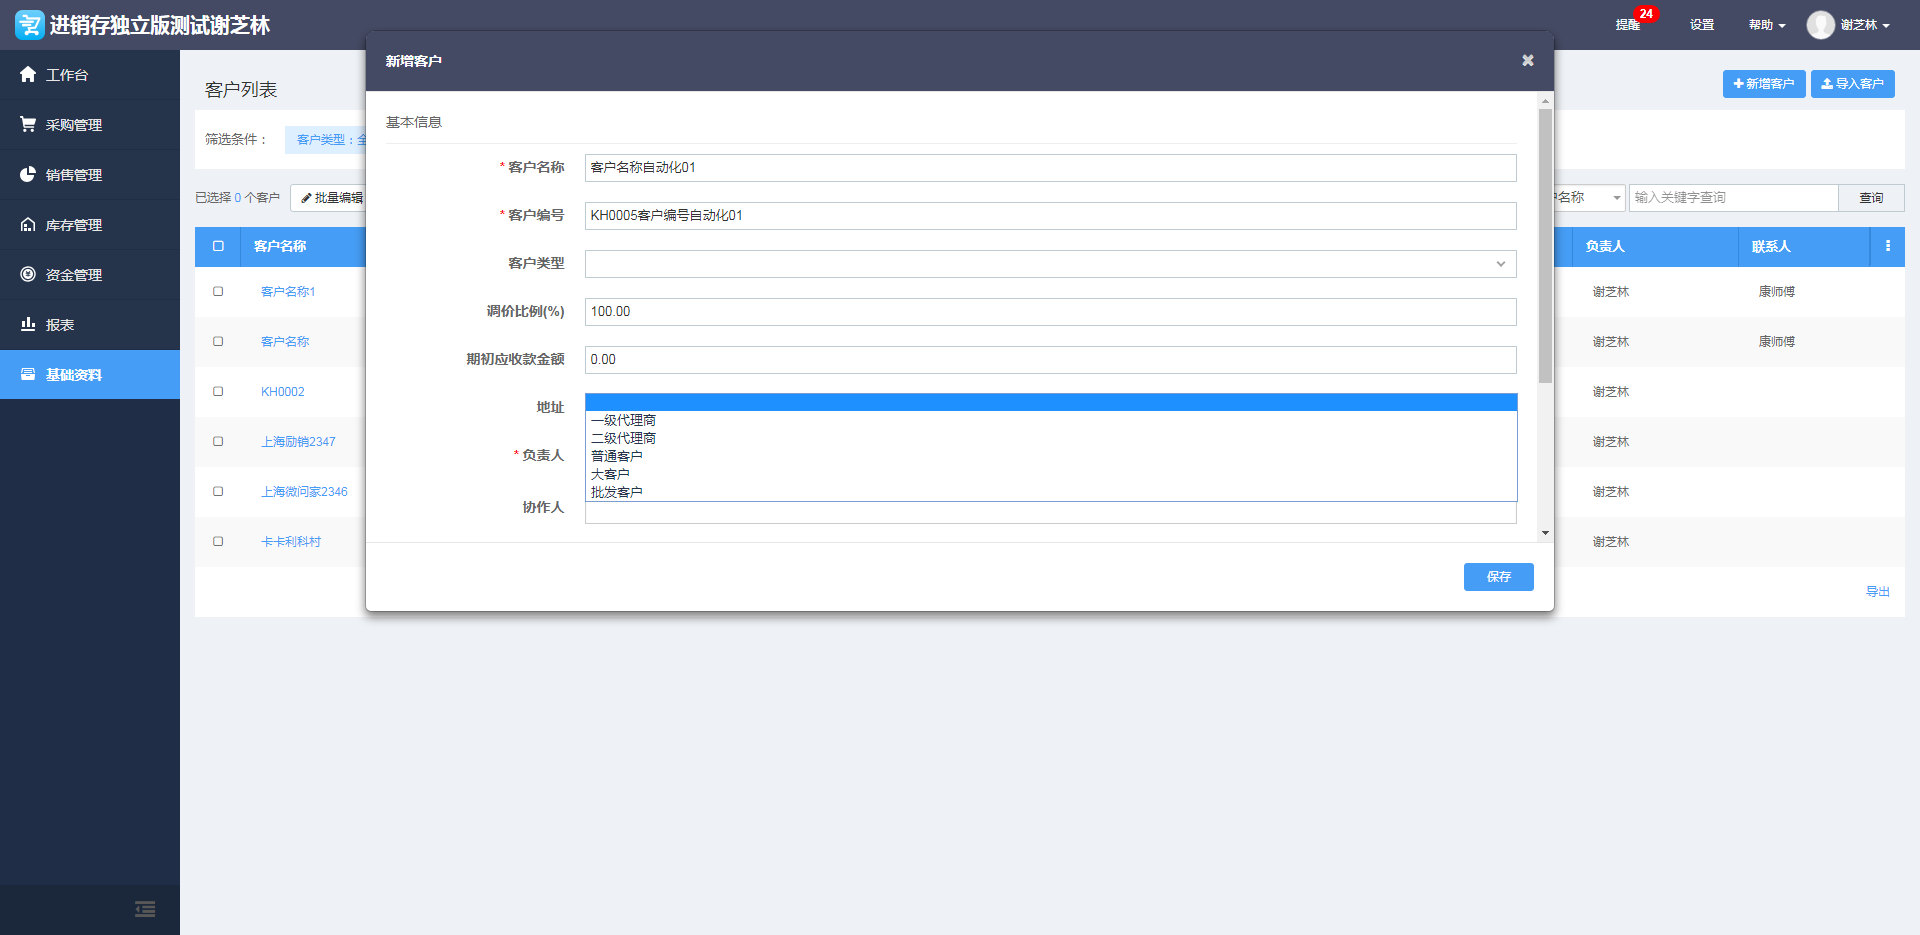 进销存独立版测试谢芝林
提醒 24 设置 帮助 谢芝林
工作台
采购管理
销售管理
库存管理
资金管理
报表
基础资料
客户列表
新增客户 导入客户
筛选条件： 客户类型：全
已选择 0 个客户 批量编辑
户名称 输入关键字查询 查询
客户名称 负责人 联系人
客户名称1 谢芝林 康师傅
客户名称 谢芝林 康师傅
KH0002 谢芝林
上海励销2347 谢芝林
上海微问家2346 谢芝林
卡卡利科村 谢芝林
导出
新增客户
基本信息
* 客户名称 客户名称自动化01
* 客户编号 KH0005客户编号自动化01
客户类型
调价比例(%) 100.00
期初应收款金额 0.00
地址
一级代理商
二级代理商
* 负责人 普通客户
大客户
批发客户
协作人
保存